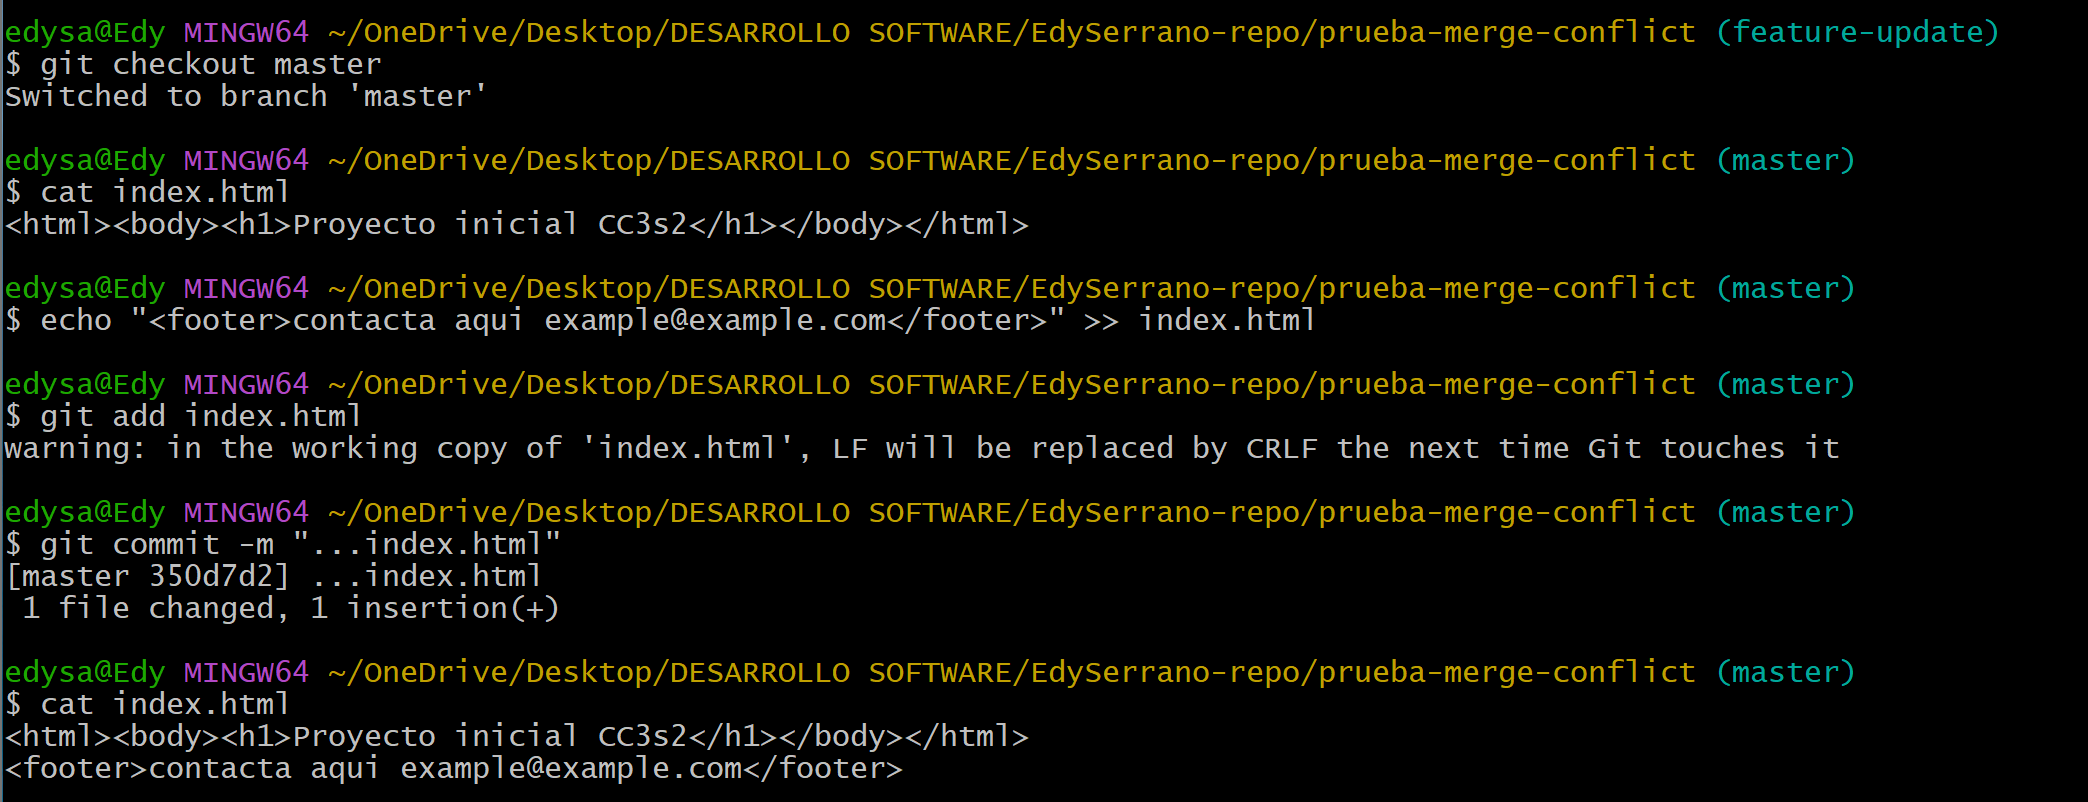 edysa@Edy MINGW64 ~/OneDrive/Desktop/DESARROLLO SOFTWARE/EdySerrano-repo/prueba-merge-conflict (feature-update)
$ git checkout master
Switched to branch 'master'

edysa@Edy MINGW64 ~/OneDrive/Desktop/DESARROLLO SOFTWARE/EdySerrano-repo/prueba-merge-conflict (master)
$ cat index.html
<html><body><h1>Proyecto inicial CC3s2</h1></body></html>

edysa@Edy MINGW64 ~/OneDrive/Desktop/DESARROLLO SOFTWARE/EdySerrano-repo/prueba-merge-conflict (master)
$ echo "<footer>contacta aqui example@example.com</footer>" >> index.html

edysa@Edy MINGW64 ~/OneDrive/Desktop/DESARROLLO SOFTWARE/EdySerrano-repo/prueba-merge-conflict (master)
$ git add index.html
warning: in the working copy of 'index.html', LF will be replaced by CRLF the next time Git touches it

edysa@Edy MINGW64 ~/OneDrive/Desktop/DESARROLLO SOFTWARE/EdySerrano-repo/prueba-merge-conflict (master)
$ git commit -m "...index.html"
[master 350d7d2] ...index.html
 1 file changed, 1 insertion(+)

edysa@Edy MINGW64 ~/OneDrive/Desktop/DESARROLLO SOFTWARE/EdySerrano-repo/prueba-merge-conflict (master)
$ cat index.html
<html><body><h1>Proyecto inicial CC3s2</h1></body></html>
<footer>contacta aqui example@example.com</footer>